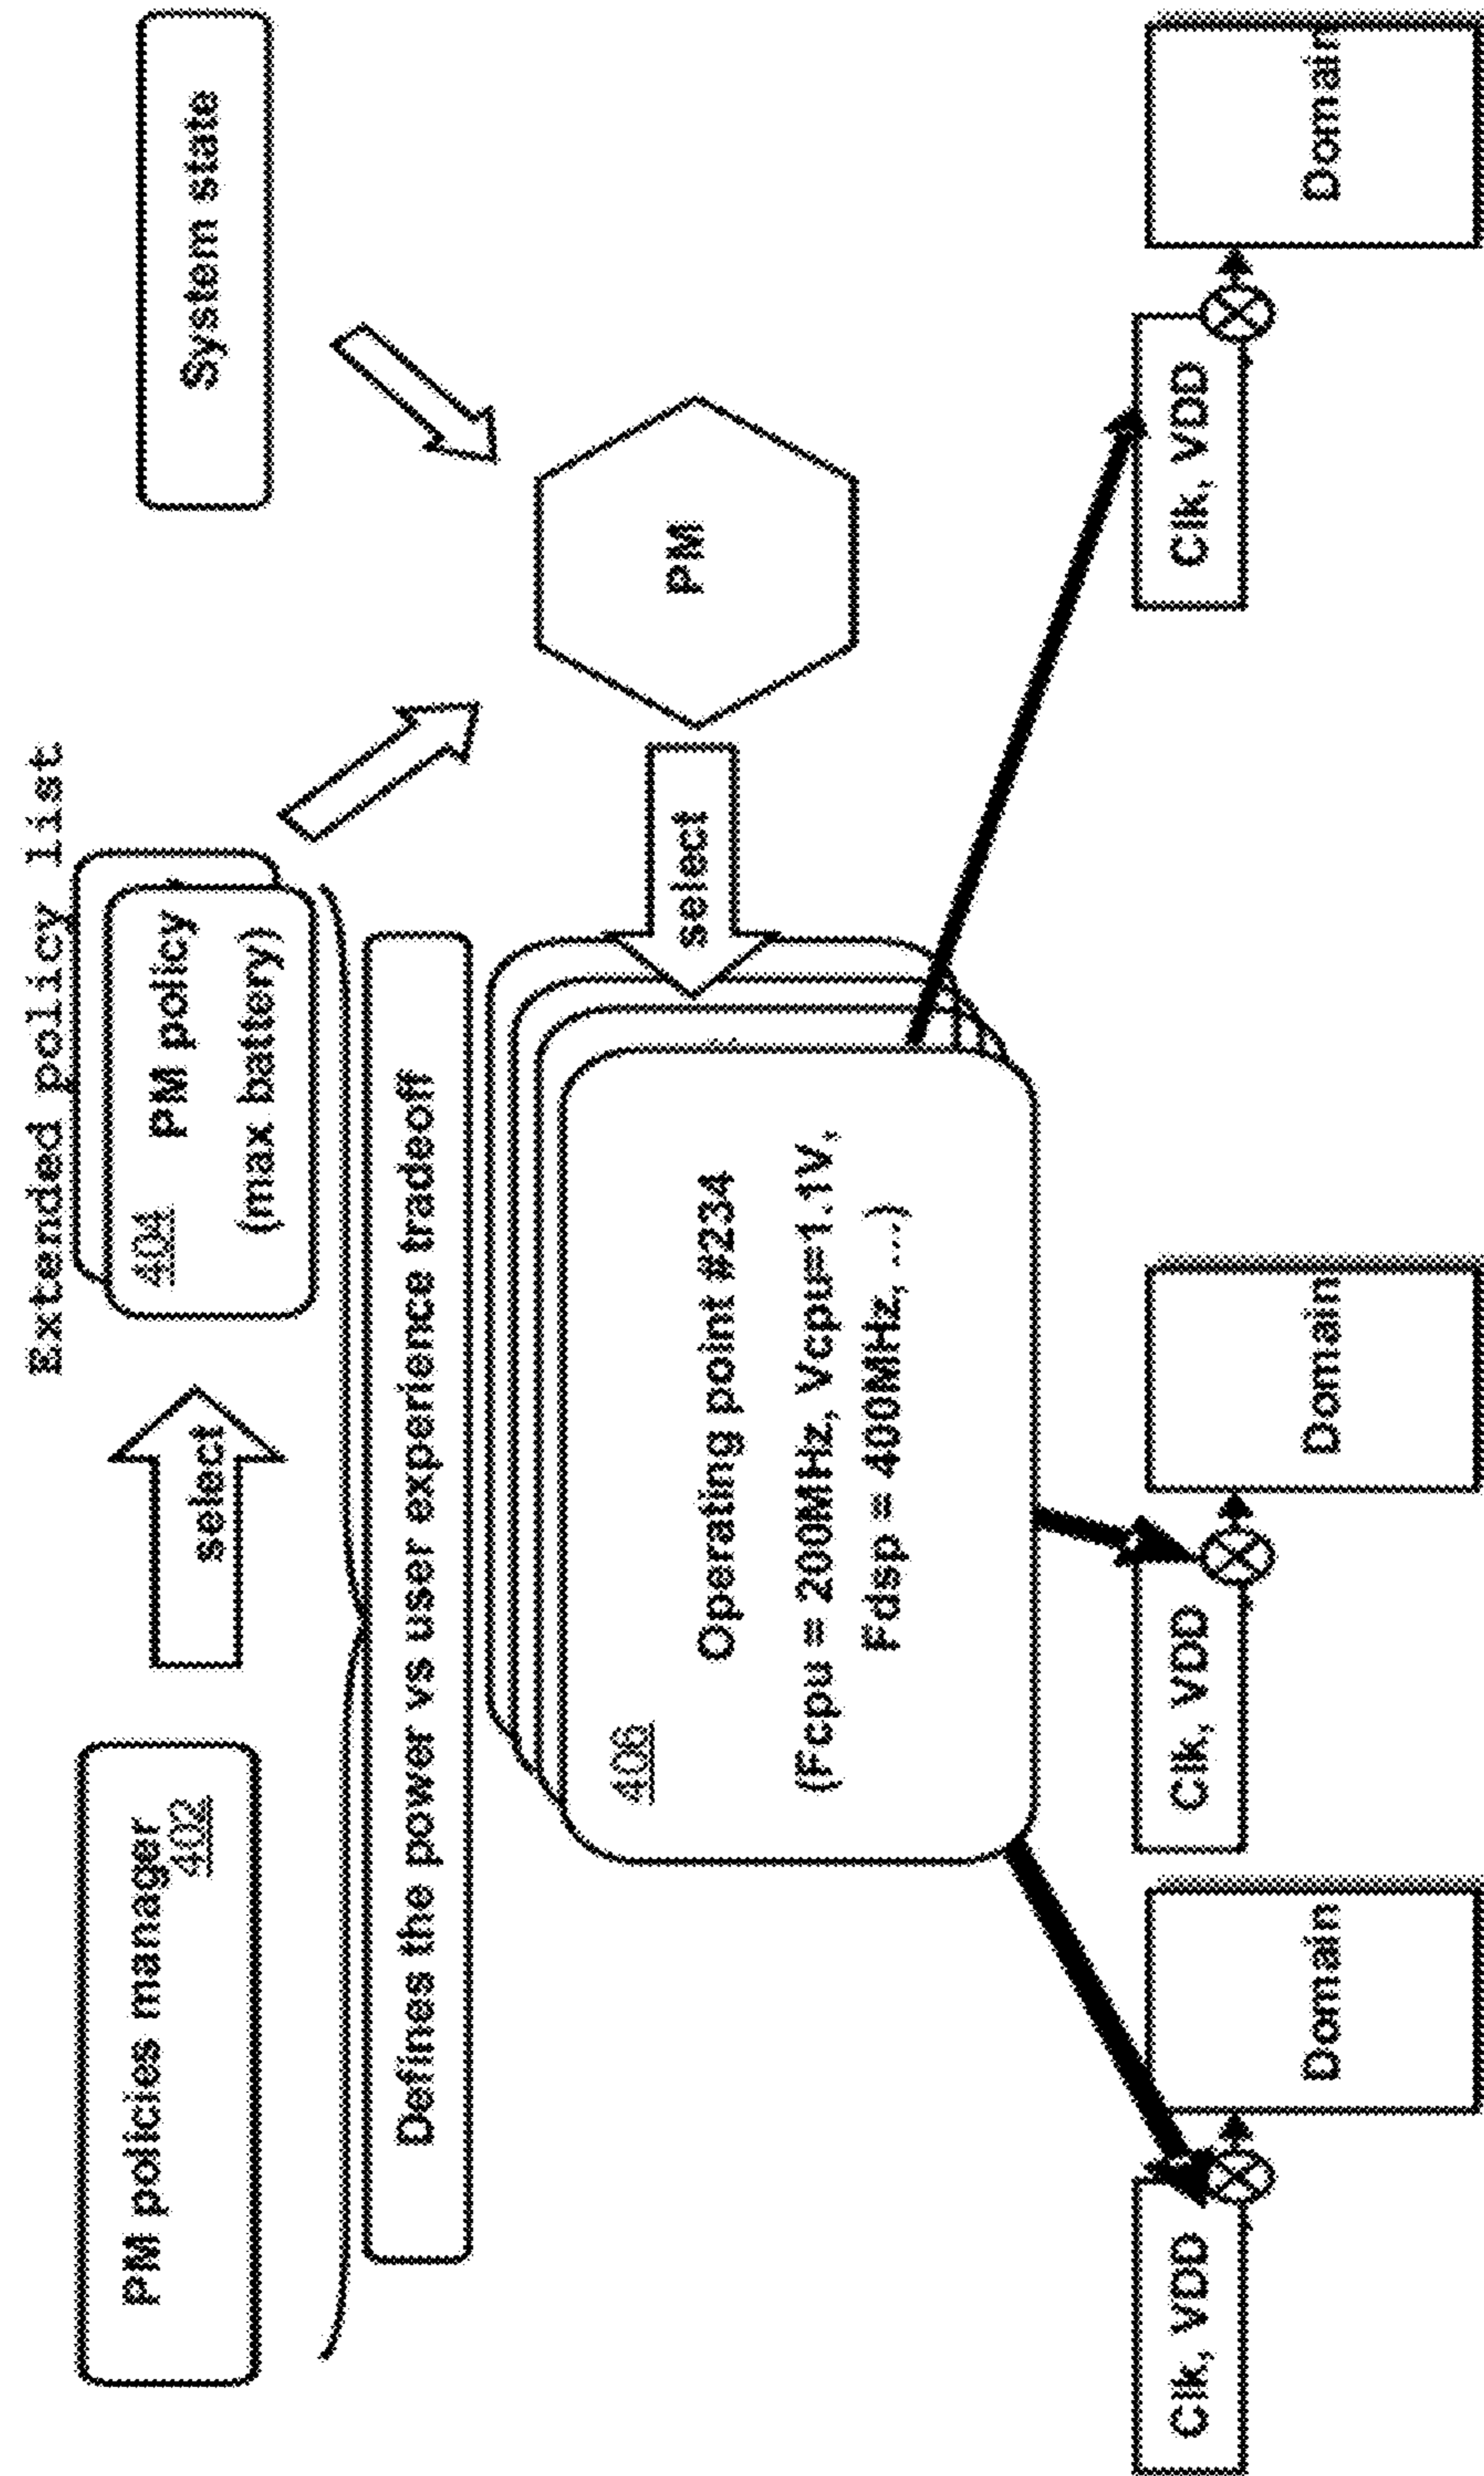 Extended policy list
PM policies manager
402
select
404
PM policy
(max battery)
System state
Defines the power vs user experience tradeoff
406
Operating point #234
(Fcpu = 200MHz, Vcpu=1.1V,
Fdsp = 400MHz, ...)
select
PM
Clk, VDD
Domain
Clk, VDD
Domain
Clk, VDD
Domain